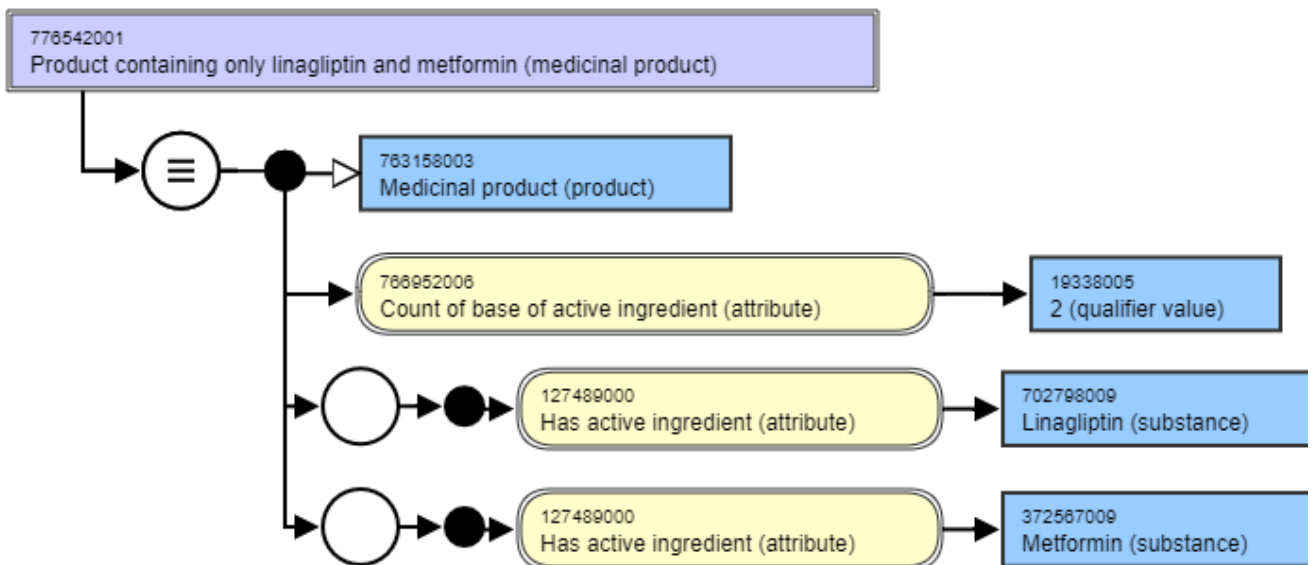 776542001
Product containing only linagliptin and metformin (medicinal product)
763158003
Medicinal product (product)
766952006
Count of base of active ingredient (attribute)
19338005
2 (qualifier value)
127489000
Has active ingredient (attribute)
702798009
Linagliptin (substance)
127489000
Has active ingredient (attribute)
372567009
Metformin (substance)